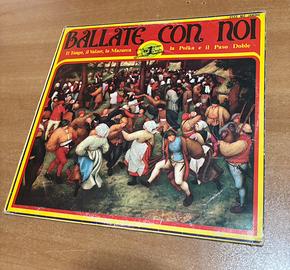 BALLATE CON NOI
Il Tango, il Valzer, la Mazurca la Polka e il Paso Doble